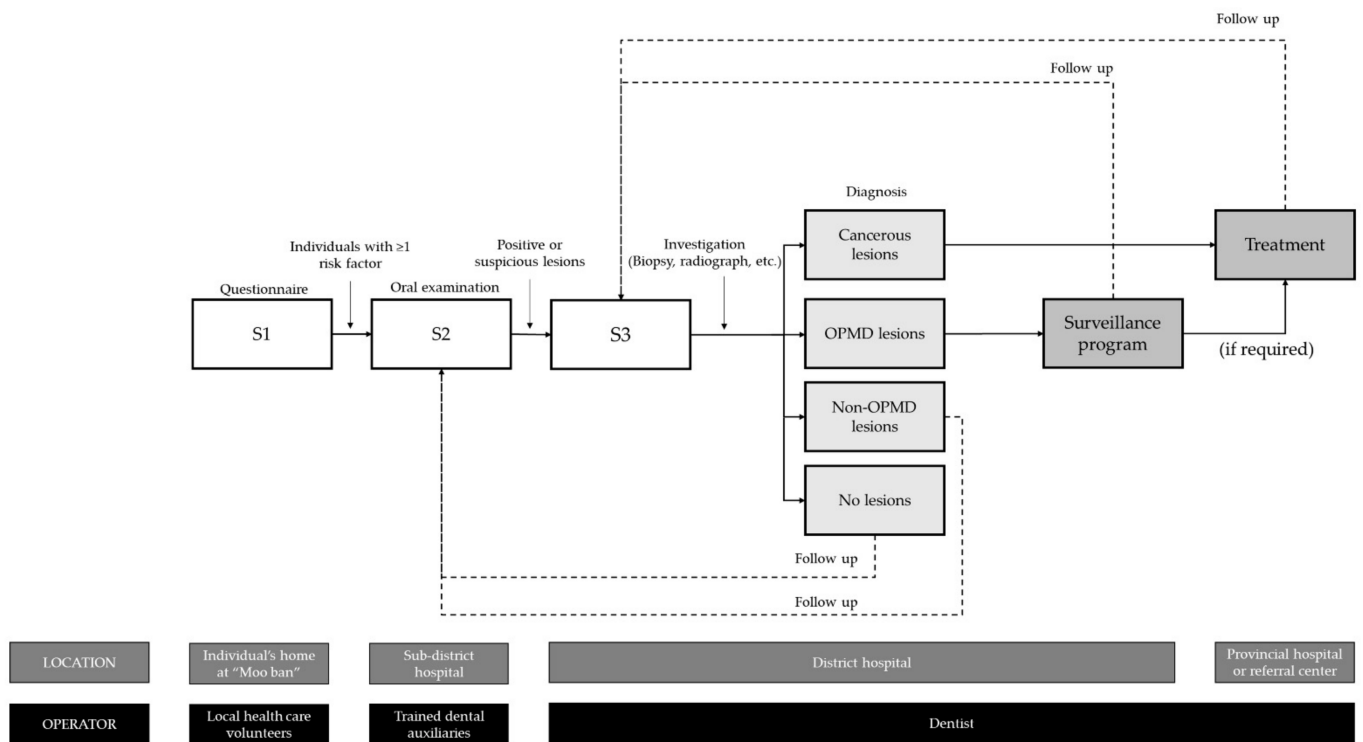 Follow up
Follow up
Diagnosis
Cancerous
lesions
Treatment
Individuals with ≥1
risk factor
Positive or
suspicious lesions
Investigation
(Biopsy, radiograph, etc.)
Questionnaire
Oral examination
S1
S2
S3
OPMD lesions
Surveillance
program
(if required)
Non-OPMD
lesions
No lesions
Follow up
Follow up
LOCATION
Individual's home
at "Moo ban"
Sub-district
hospital
District hospital
Provincial hospital
or referral center
OPERATOR
Local health care
volunteers
Trained dental
auxiliaries
Dentist